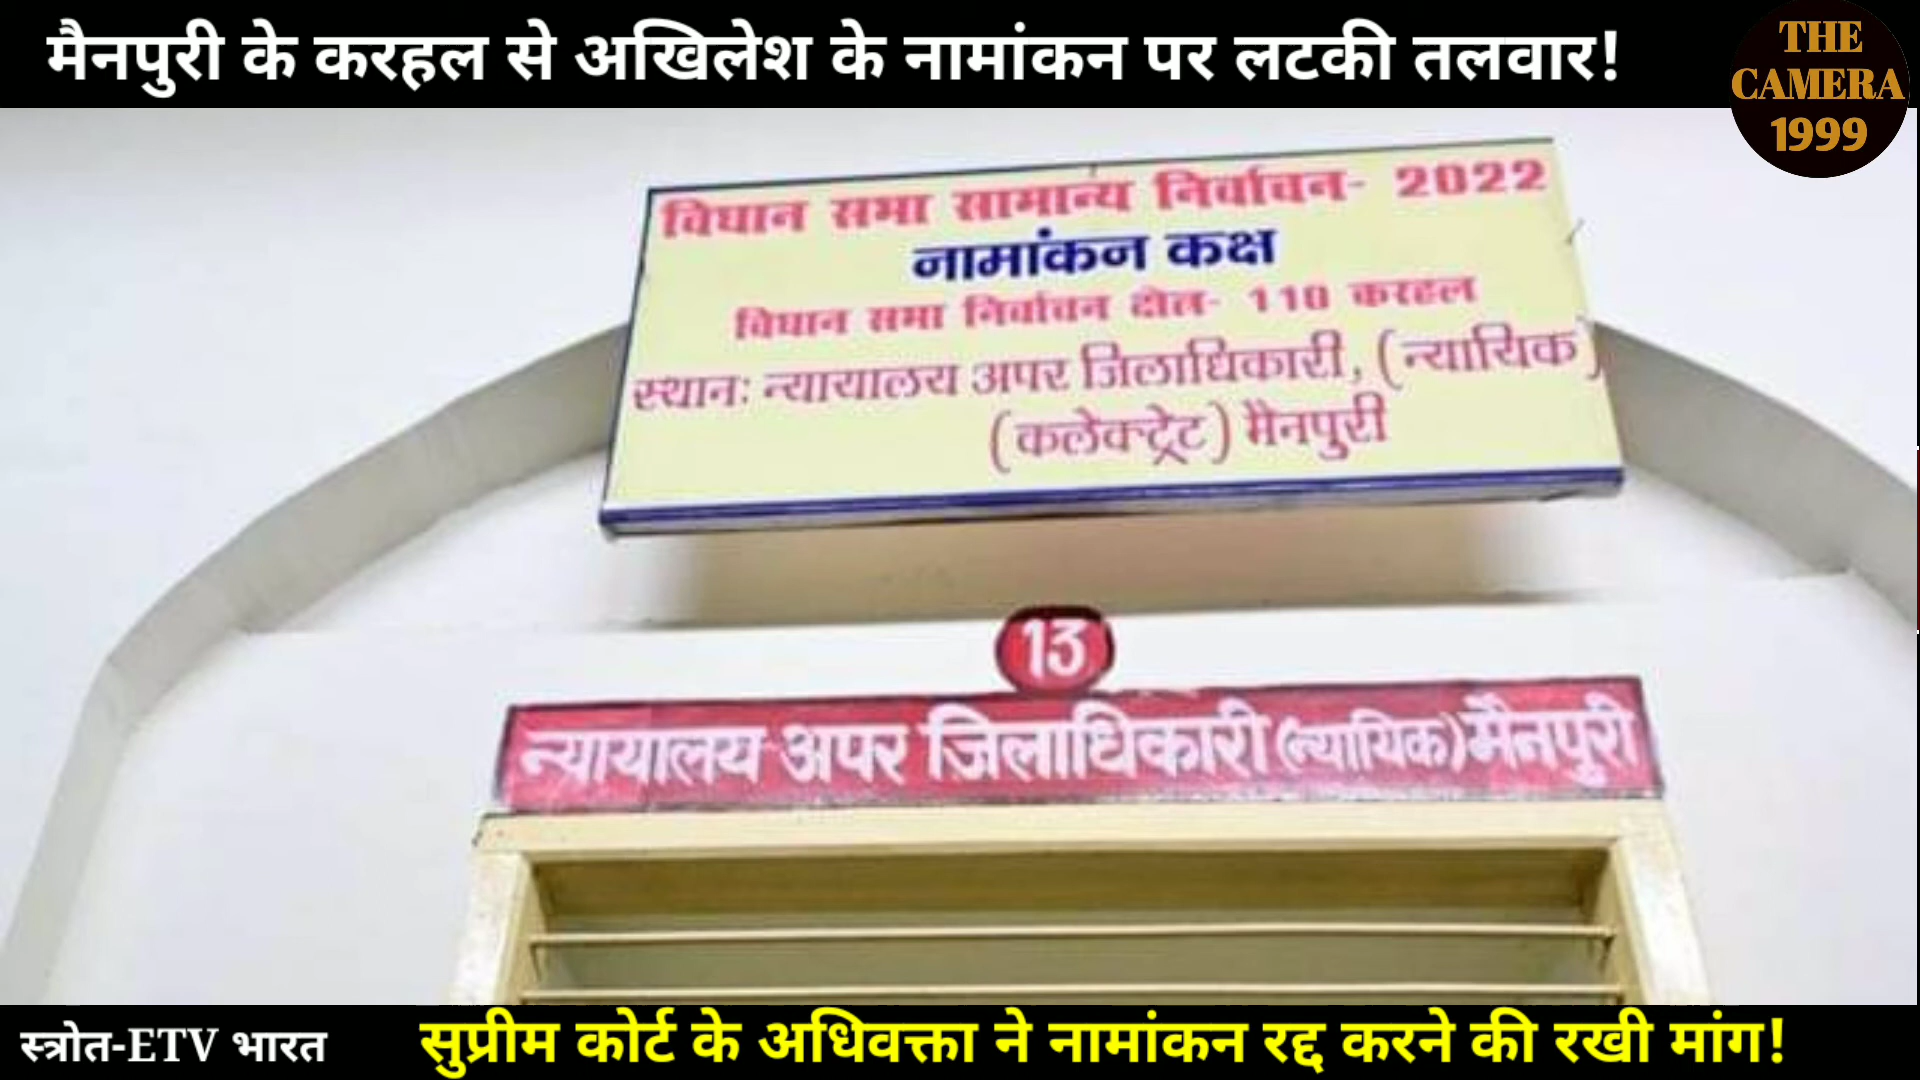 मैनपुरी के करहल से अखिलेश के नामांकन पर लटकी तलवार!
THE
CAMERA
1999
विधान सभा सामान्य निर्वाचन- 2022
नामांकन कक्ष
विधान सभा निर्वाचन क्षेत्र- 110 करहल
स्थान: न्यायालय अपर जिलाधिकारी, (न्यायिक)
(कलेक्ट्रेट) मैनपुरी
13
न्यायालय अपर जिलाधिकारी (न्यायिक) मैनपुरी
स्त्रोत-ETV भारत
सुप्रीम कोर्ट के अधिवक्ता ने नामांकन रद्द करने की रखी मांग!